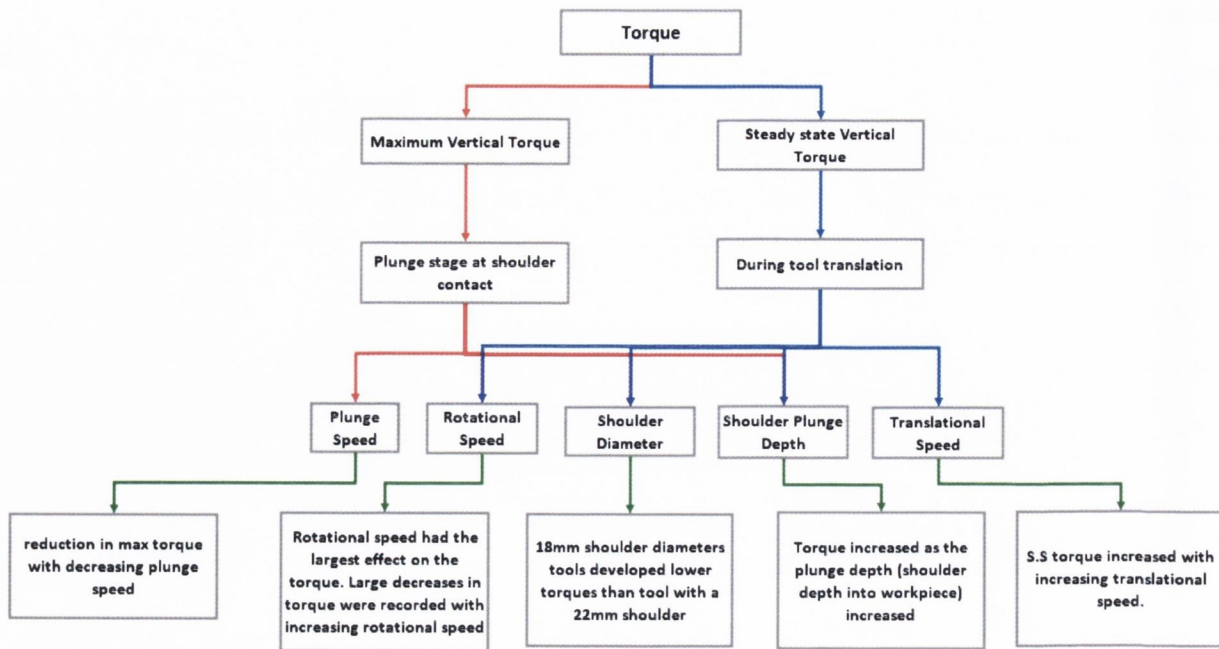 Torque
Maximum Vertical Torque
Steady state Vertical
Torque
Plunge stage at shoulder
contact
During tool translation
Plunge
Speed
Rotational
Speed
Shoulder
Diameter
Shoulder Plunge
Depth
Translational
Speed
reduction in max torque
with decreasing plunge
speed
Rotational speed had the
largest effect on the
torque. Large decreases in
torque were recorded with
increasing rotational speed
18mm shoulder diameters
tools developed lower
torques than tool with a
22mm shoulder
Torque increased as the
plunge depth (shoulder
depth into workpiece)
increased
S.S torque increased with
increasing translational
speed.